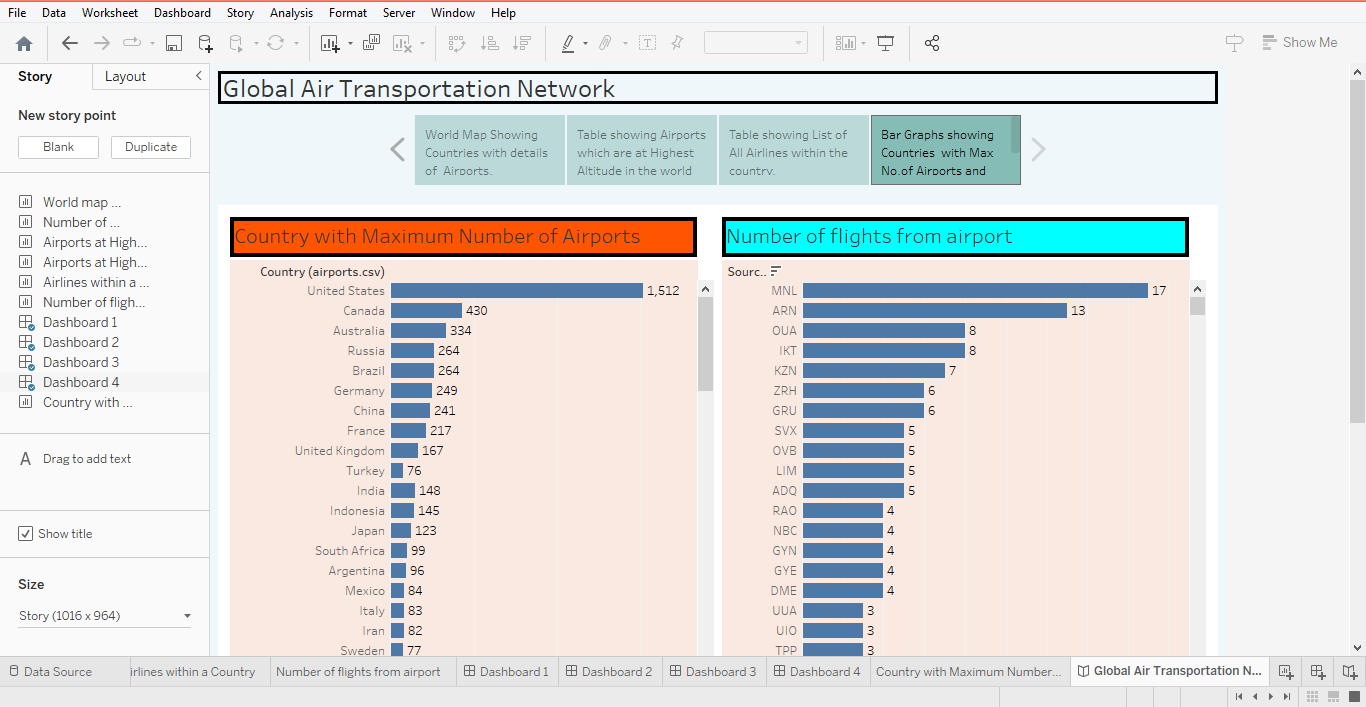 File Data Worksheet Dashboard Story Analysis Format Server Window Help
Show Me
Story Layout
New story point
Blank Duplicate
World map ...
Number of ...
Airports at High...
Airports at High...
Airlines within a ...
Number of fligh...
Dashboard 1
Dashboard 2
Dashboard 3
Dashboard 4
Country with ...
A Drag to add text
Show title
Size
Story (1016 x 964)
Global Air Transportation Network
World Map Showing
Countries with details
of Airports.
Table showing Airports
which are at Highest
Altitude in the world
Table showing List of
All Airlines within the
country.
Bar Graphs showing
Countries with Max
No.of Airports and
Country with Maximum Number of Airports
Country (airports.csv)
United States 1,512
Canada 430
Australia 334
Russia 264
Brazil 264
Germany 249
China 241
France 217
United Kingdom 167
Turkey 76
India 148
Indonesia 145
Japan 123
South Africa 99
Argentina 96
Mexico 84
Italy 83
Iran 82
Sweden 77
Number of flights from airport
Sourc..
MNL 17
ARN 13
OUA 8
IKT 8
KZN 7
ZRH 6
GRU 6
SVX 5
OVB 5
LIM 5
ADQ 5
RAO 4
NBC 4
GYN 4
GYE 4
DME 4
UUA 3
UIO 3
TPP 3
Data Source irlines within a Country Number of flights from airport Dashboard 1 Dashboard 2 Dashboard 3 Dashboard 4 Country with Maximum Number... Global Air Transportation N...